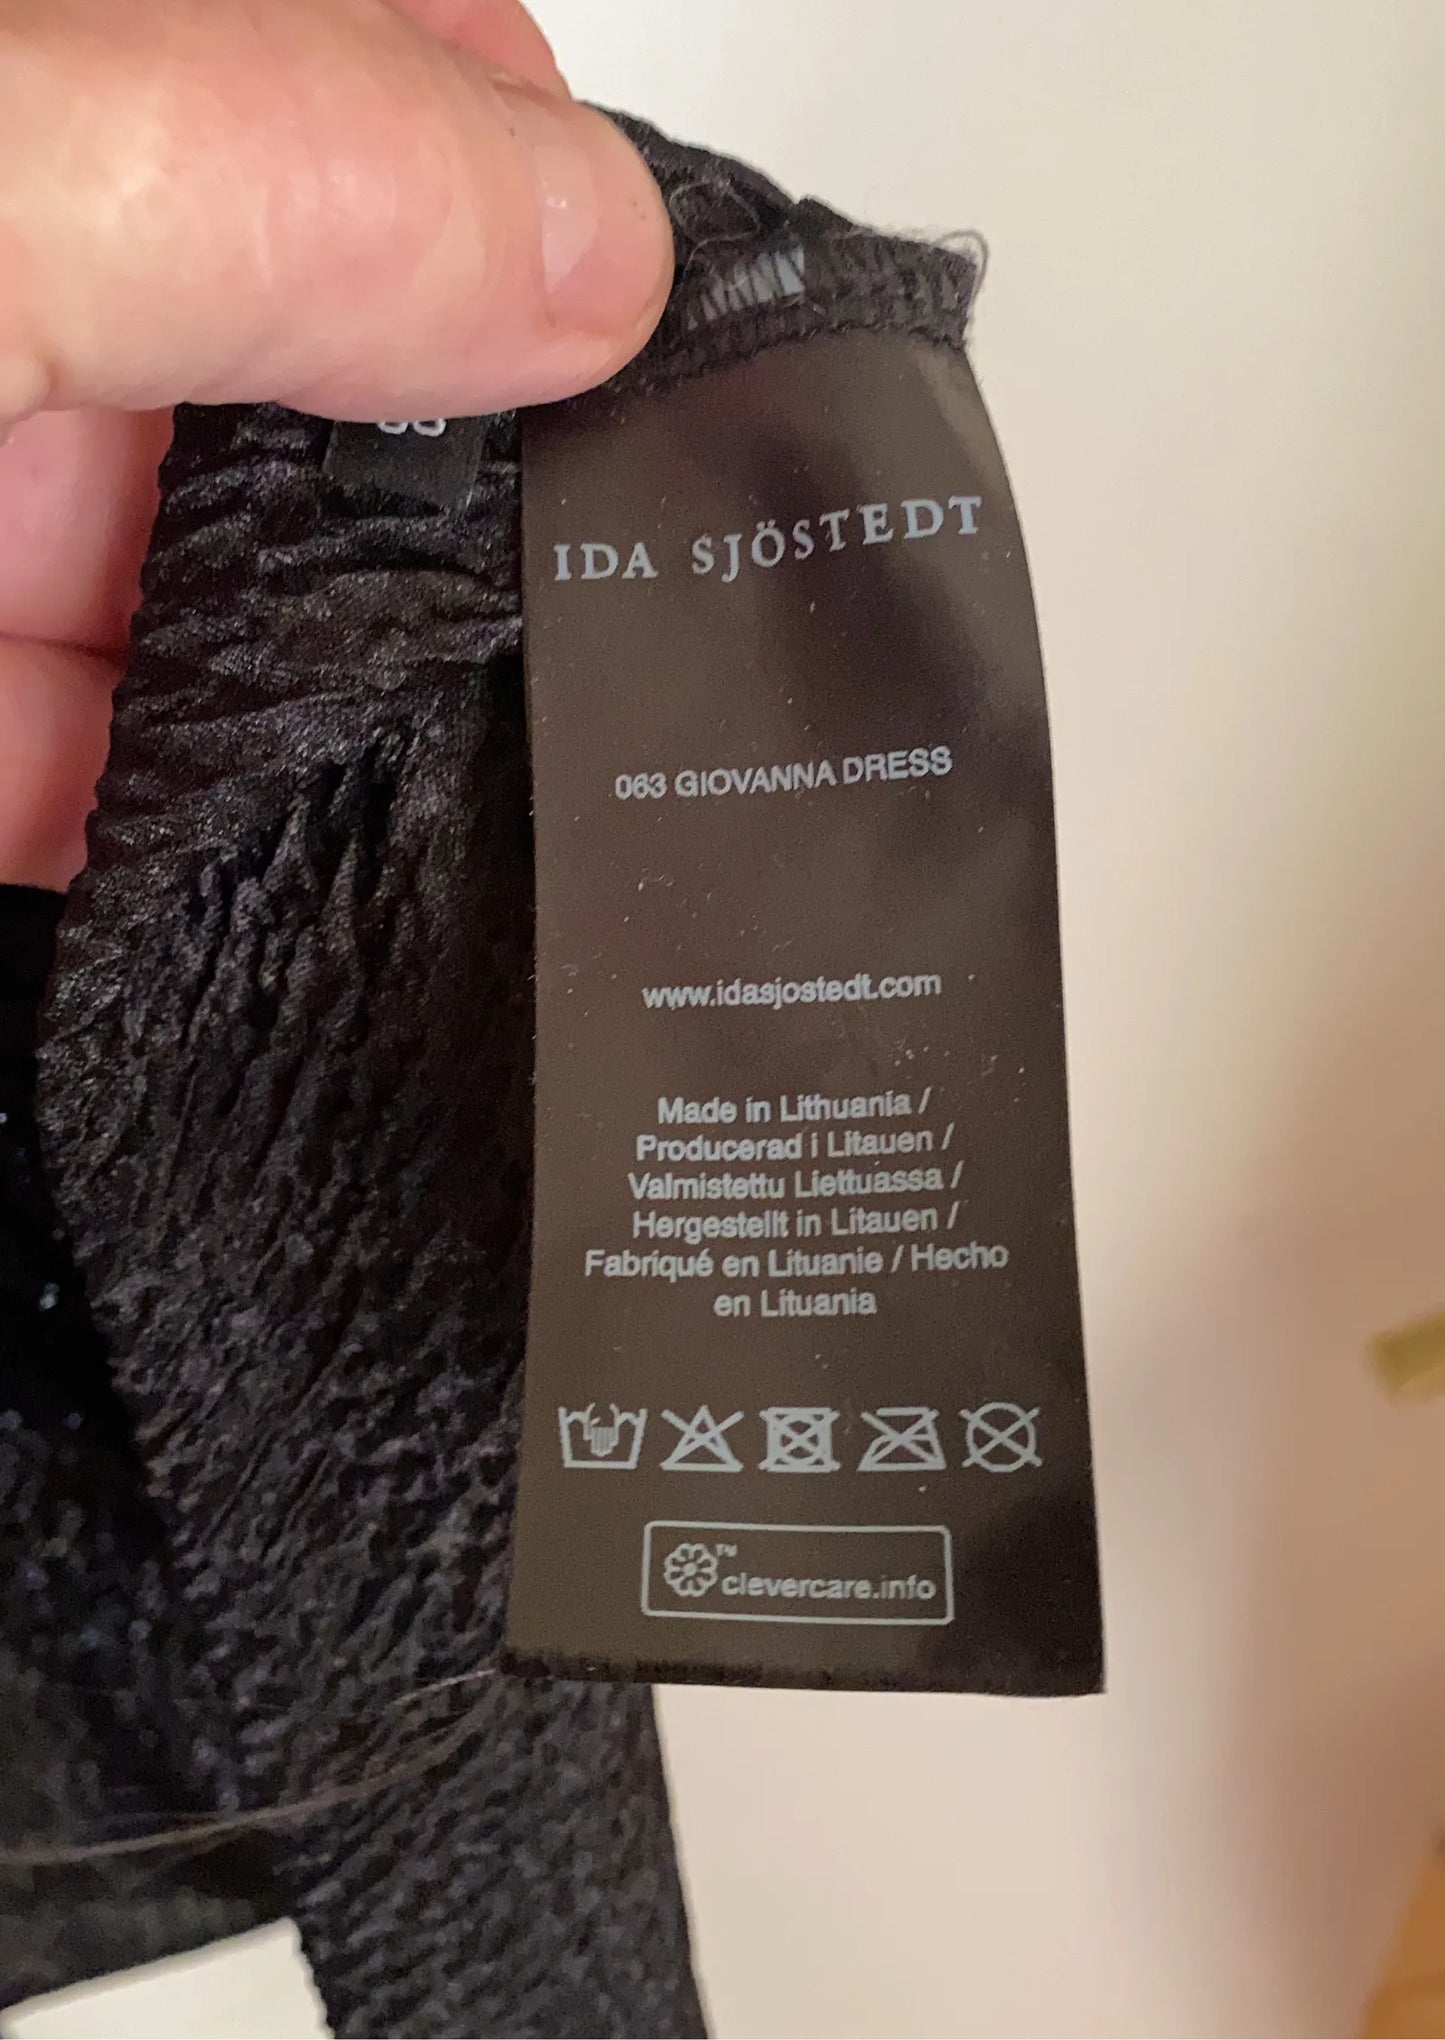 IDA SJÖSTEDT
063 GIOVANNA DRESS
www.idasjostedt.com
Made in Lithuania /
Producerad i Litauen /
Valmistettu Liettuassa /
Hergestellt in Litauen /
Fabriqué en Lituanie / Hecho
en Lituania
™
clevercare.info